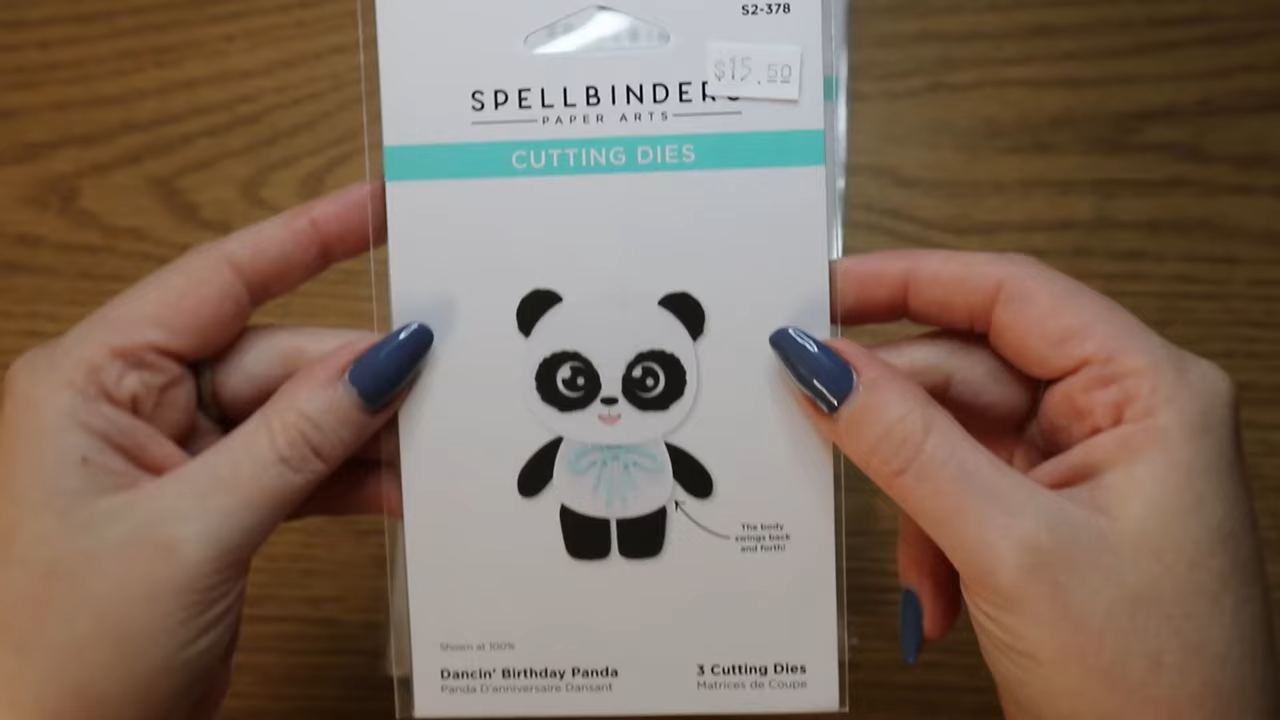 S2-378
$15.50
SPELLBINDERS
PAPER ARTS
CUTTING DIES
The body
swings back
and forth!
Shown at 100%
Dancin' Birthday Panda
Panda D'anniversaire Dansant
3 Cutting Dies
Matrices de Coupe